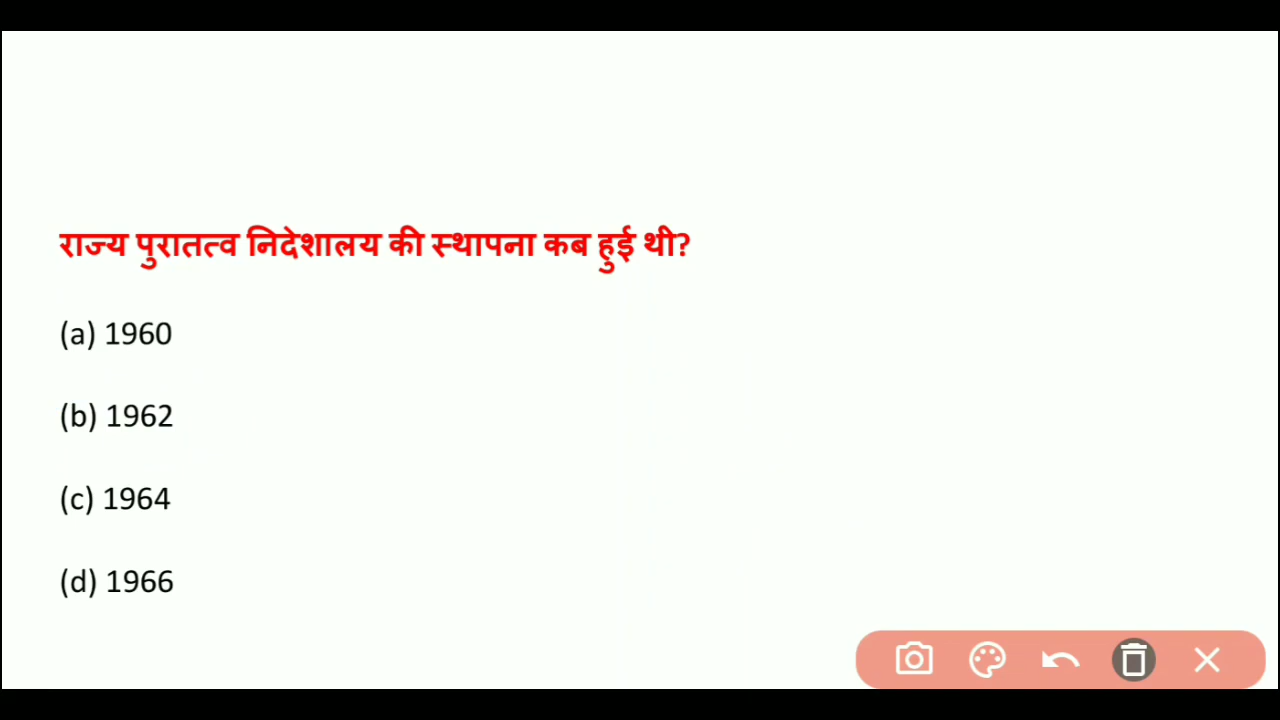 राज्य पुरातत्व निदेशालय की स्थापना कब हुई थी?
(a) 1960
(b) 1962
(c) 1964
(d) 1966